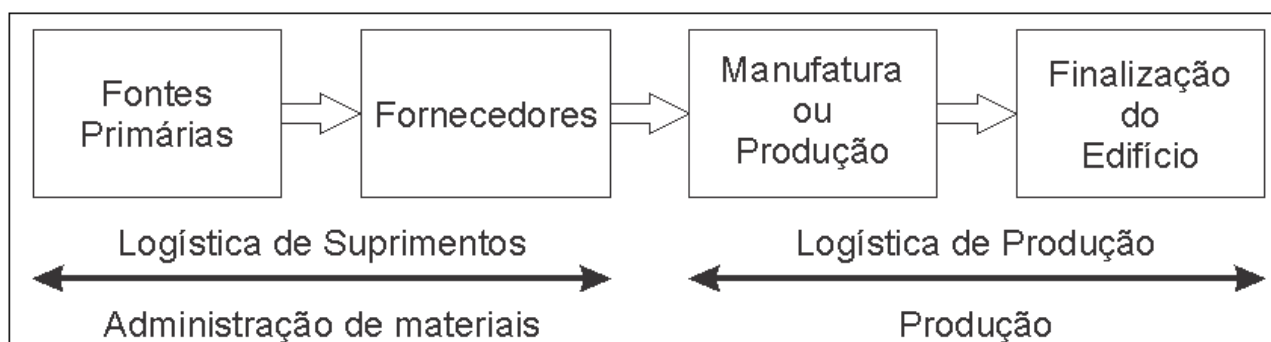 Fontes
Primárias
Fornecedores
Manufatura
ou
Produção
Finalização
do
Edifício
Logística de Suprimentos
Logística de Produção
Administração de materiais
Produção